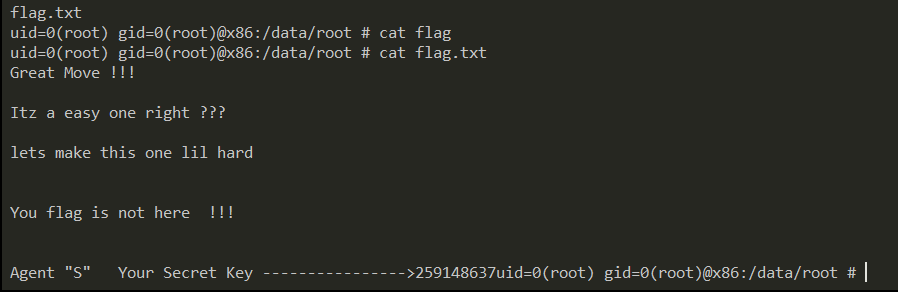 flag.txt
uid=0(root) gid=0(root)@x86:/data/root # cat flag
uid=0(root) gid=0(root)@x86:/data/root # cat flag.txt
Great Move !!!
Itz a easy one right ???
lets make this one lil hard
You flag is not here  !!!
Agent "S"   Your Secret Key ---------------->259148637uid=0(root) gid=0(root)@x86:/data/root #